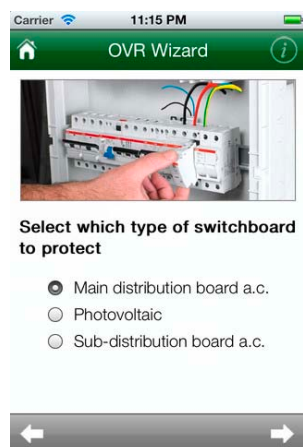 Carrier 11:15 PM
OVR Wizard
Select which type of switchboard
to protect
Main distribution board a.c.
Photovoltaic
Sub-distribution board a.c.